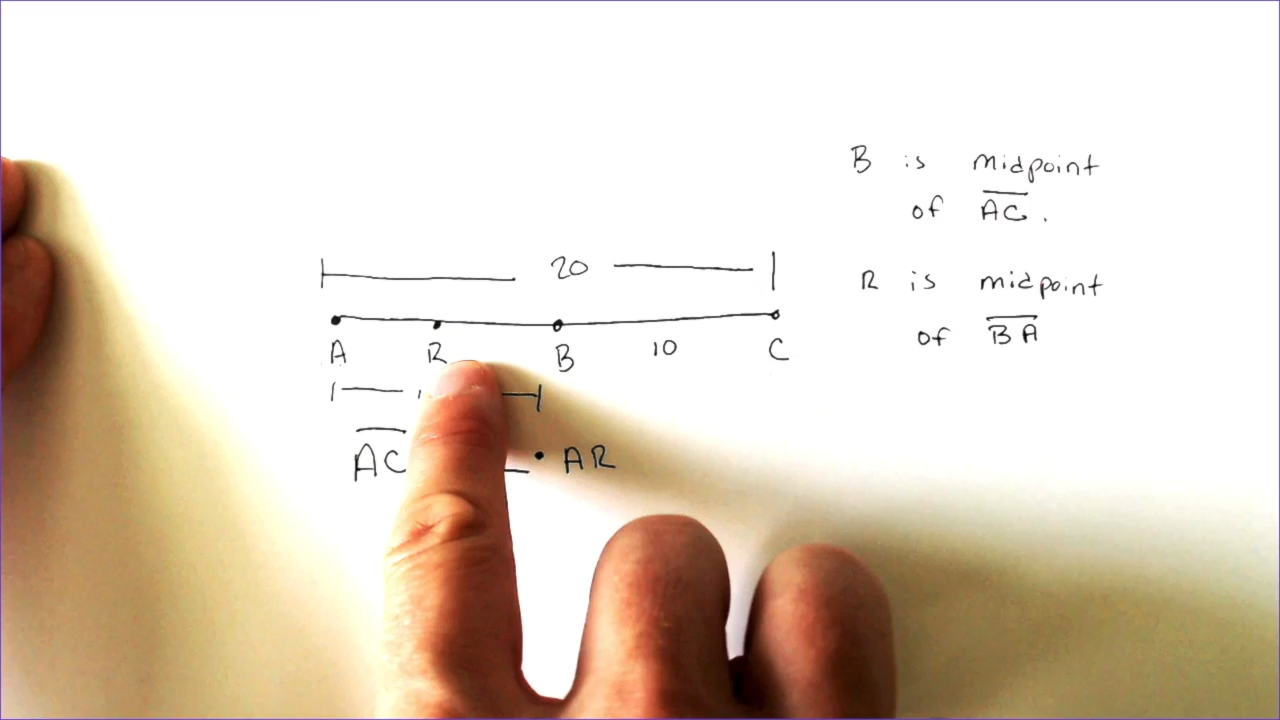 B is midpoint
of AC.
20
R is midpoint
of BA
A R B 10 C
AC
• AR